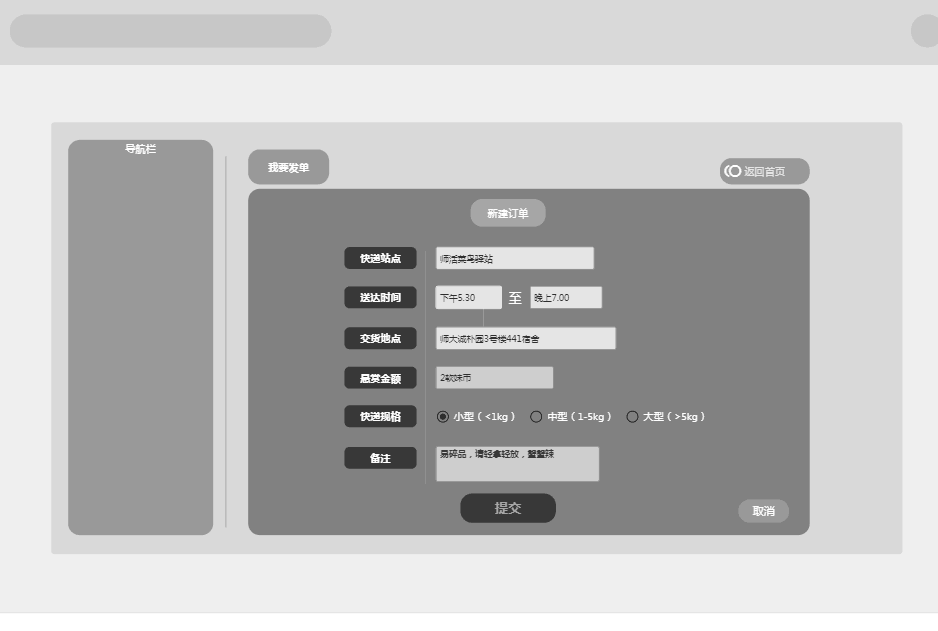 导航栏
我要发单
返回首页
新建订单
快递站点 师活菜鸟驿站
送达时间 下午5.30 至 晚上7.00
交货地点 师大诚朴园3号楼441宿舍
悬赏金额 2软妹币
快递规格 小型（<1kg） 中型（1-5kg） 大型（>5kg）
备注 易碎品，请轻拿轻放，蟹蟹辣
提交
取消